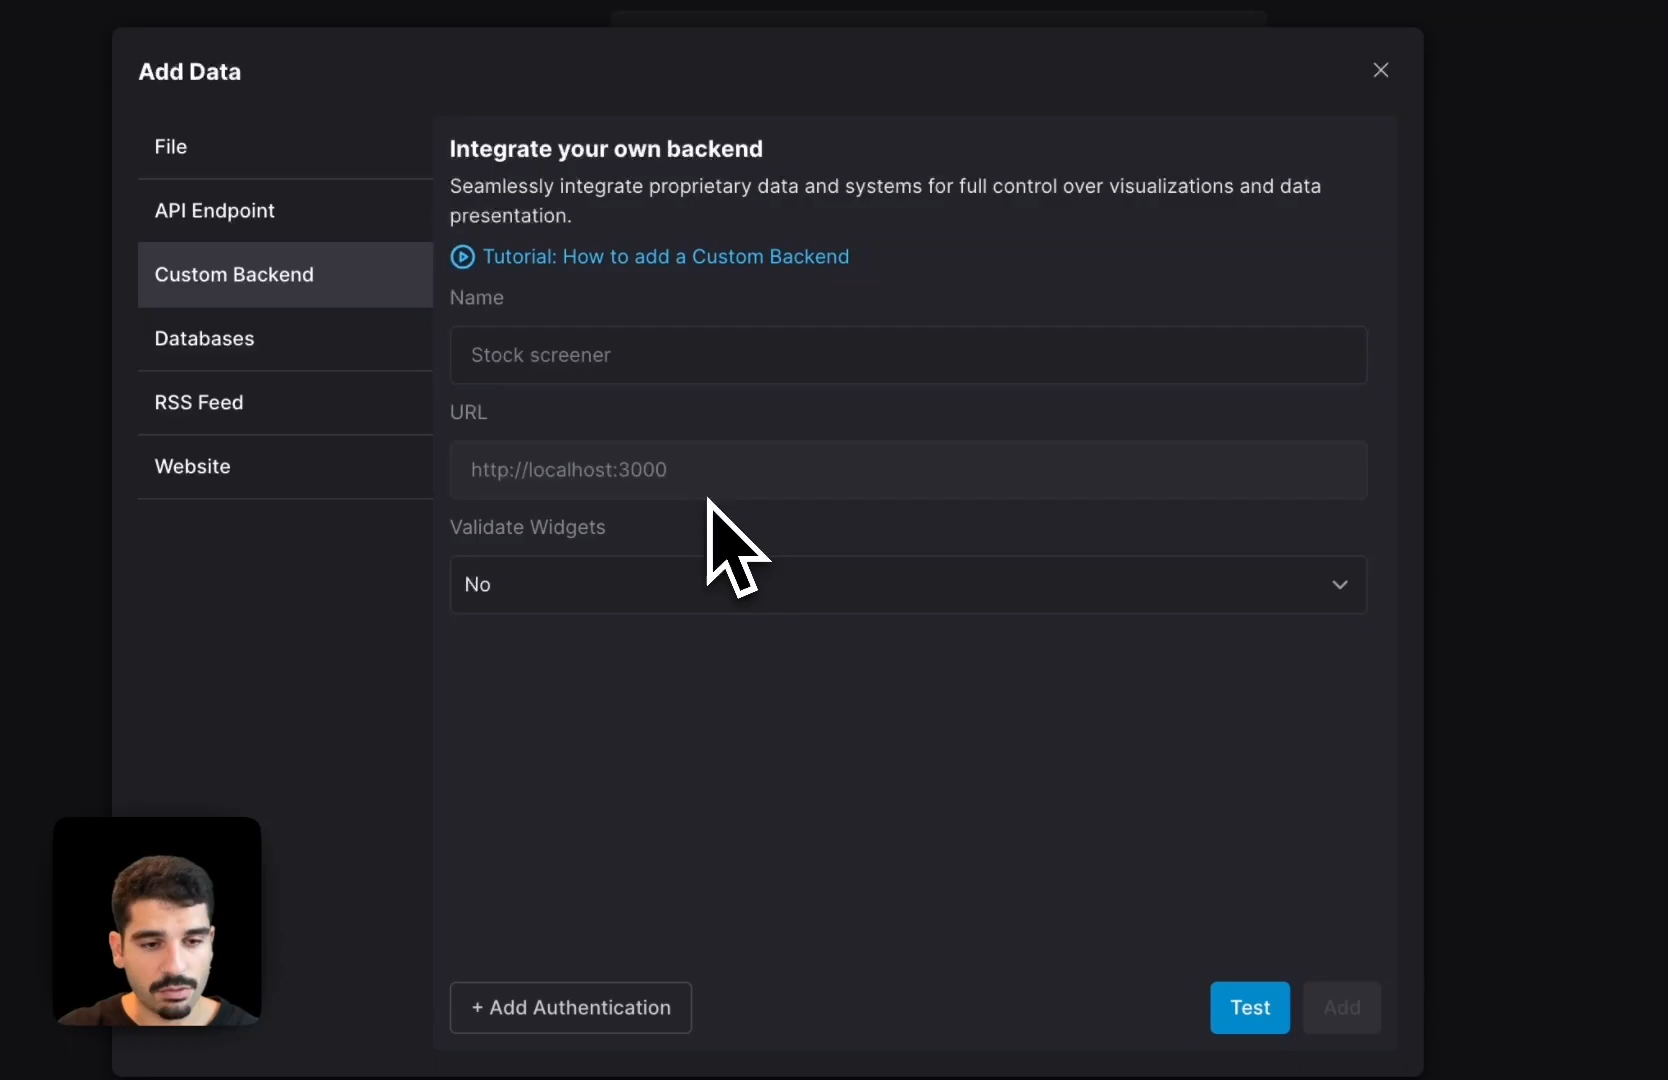 Add Data
File
API Endpoint
Custom Backend
Databases
RSS Feed
Website
Integrate your own backend
Seamlessly integrate proprietary data and systems for full control over visualizations and data
presentation.
Tutorial: How to add a Custom Backend
Name
Stock screener
URL
http://localhost:3000
Validate Widgets
No
+ Add Authentication
Test
Add